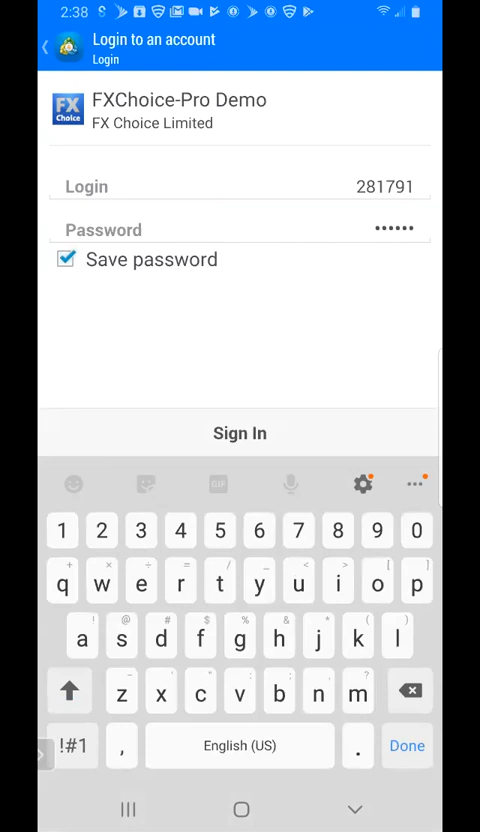 2:38
Login to an account
Login
FX
Choice
FXChoice-Pro Demo
FX Choice Limited
Login 281791
Password ••••••
Save password
Sign In
GIF
1 2 3 4 5 6 7 8 9 0
+ × ÷ = / _ < > [ ]
q w e r t y u i o p
! @ # $ % ^ & * ( )
a s d f g h j k l
- ' " : ; , ?
z x c v b n m
!#1 , English (US) . Done